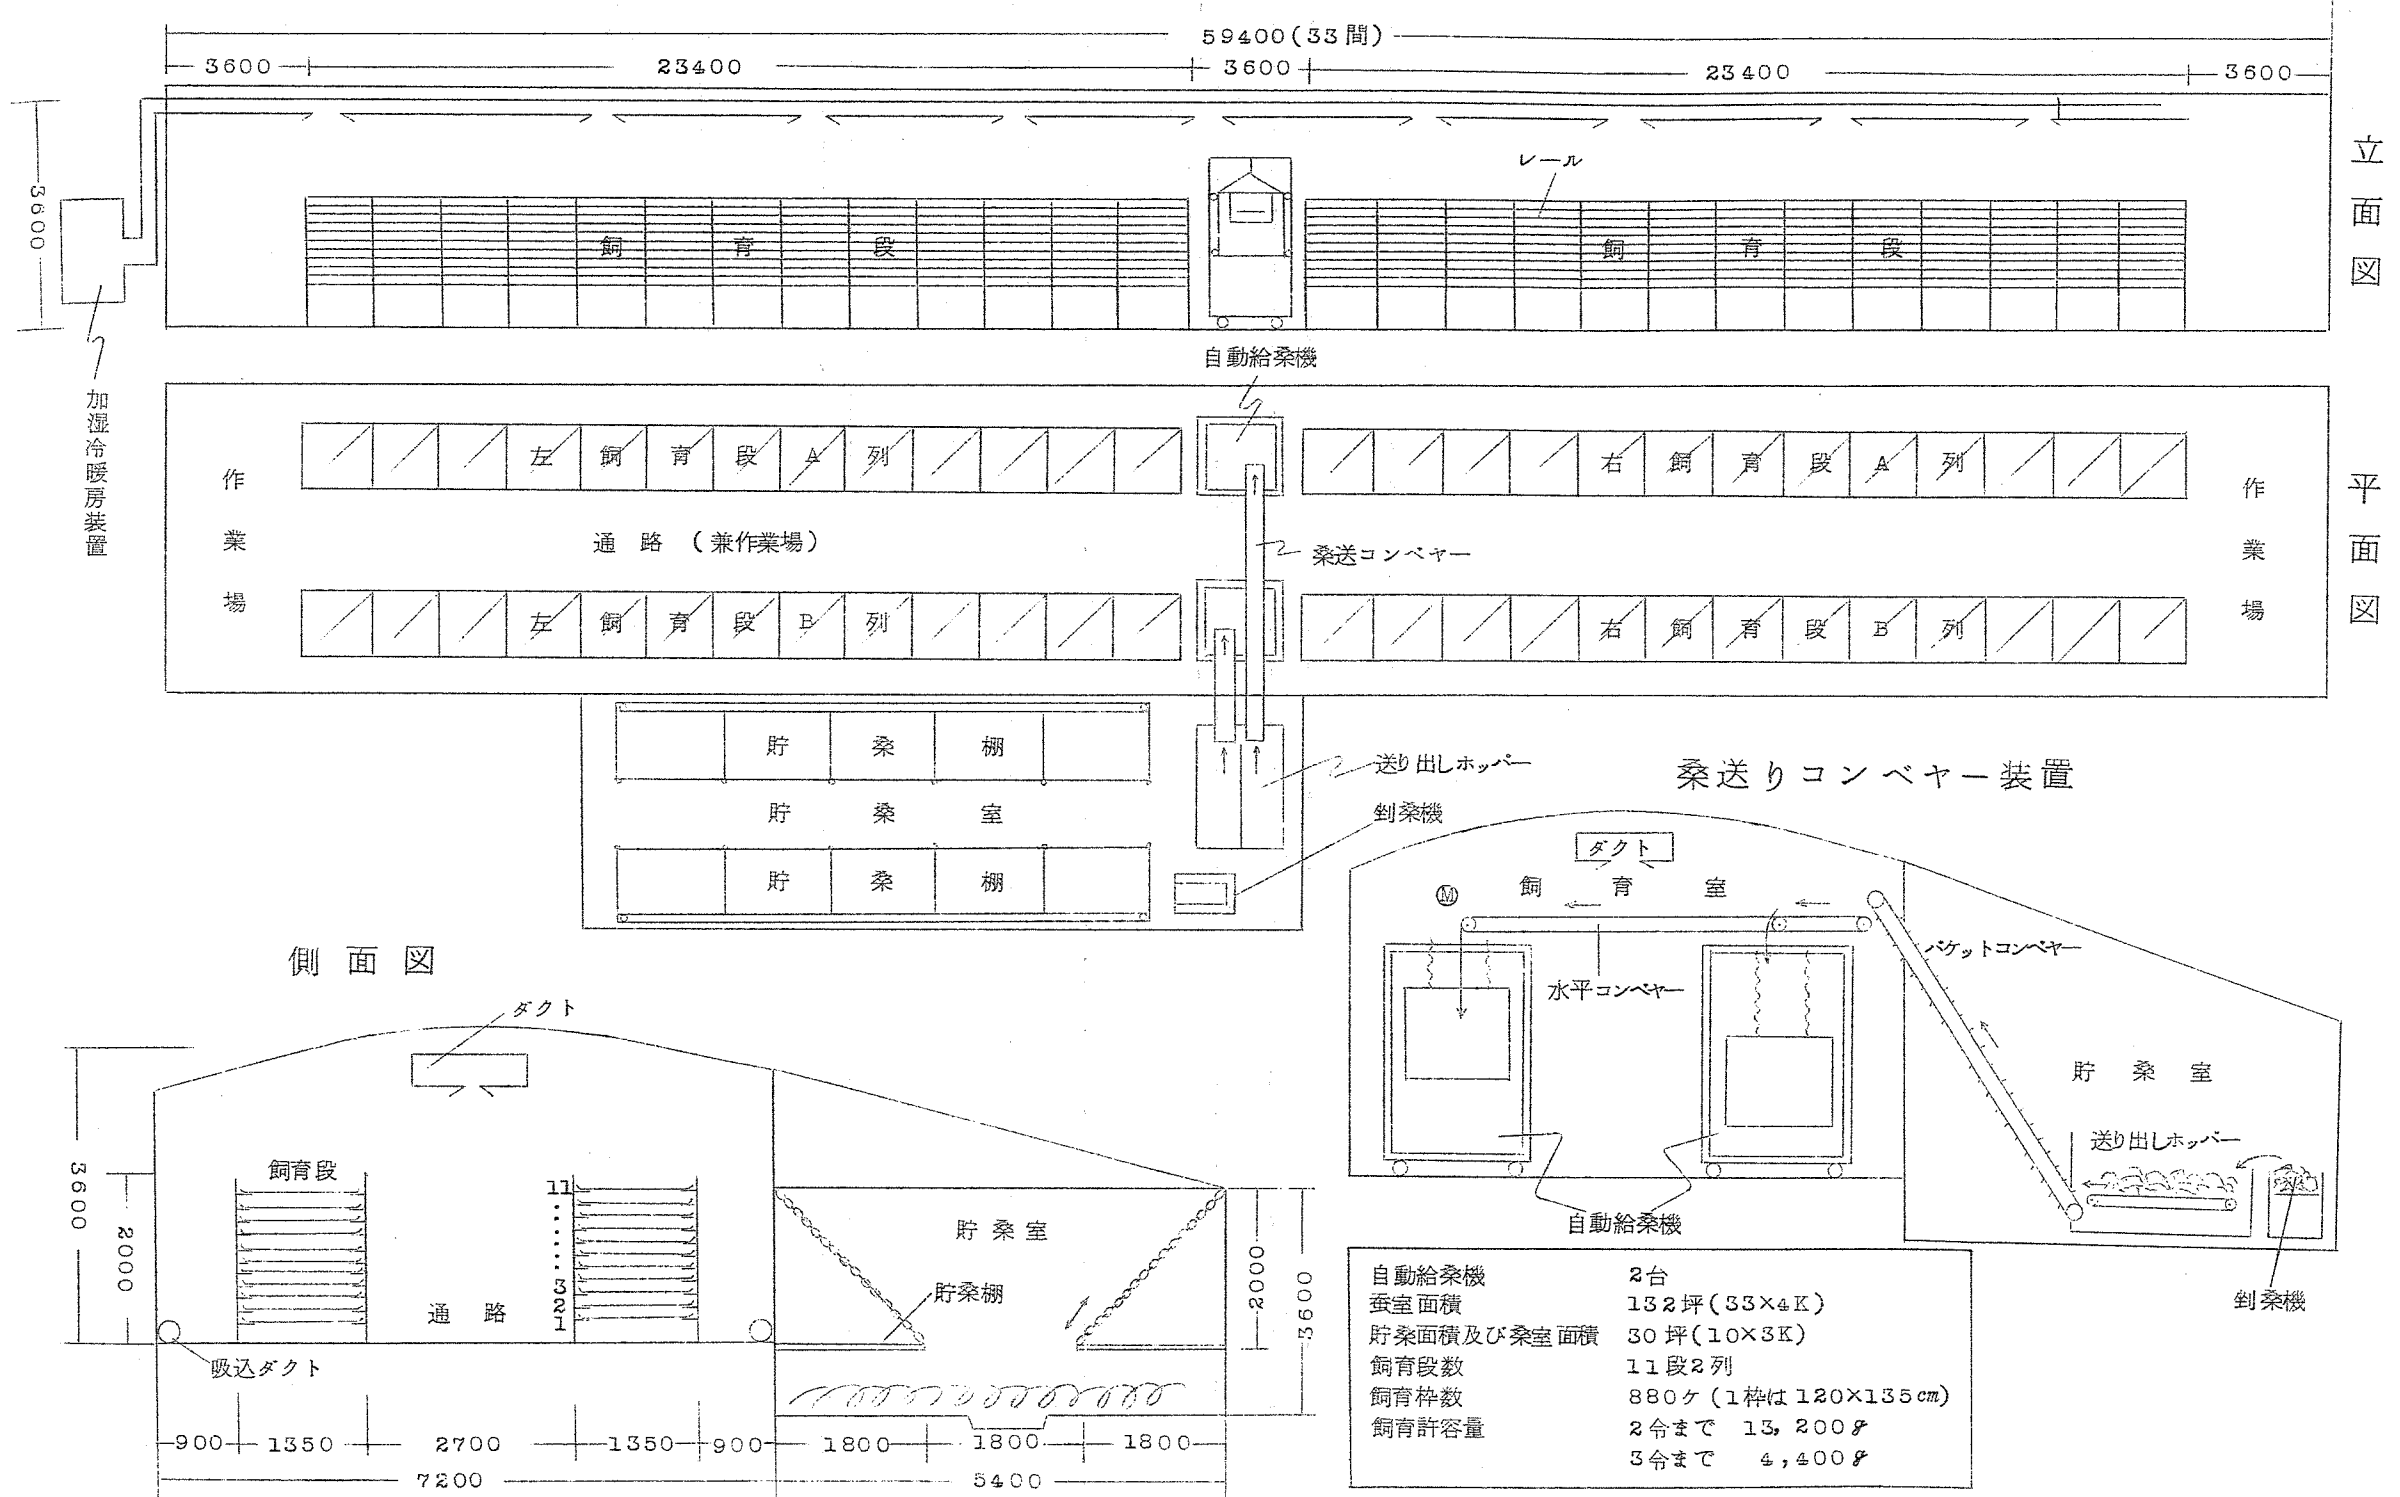 59400(33間)
3600 23400 3600 23400 3600
立面図
3600
レール
飼育段
飼育段
加湿冷暖房装置
自動給桑機
平面図
作業場
左飼育段A列
右飼育段A列
作業場
通路(兼作業場)
桑送コンベヤー
左飼育段B列
右飼育段B列
貯桑棚
貯桑室
貯桑棚
送り出しホッパー
剉桑機
桑送りコンベヤー装置
ダクト
飼育室
M
バケットコンベヤー
水平コンベヤー
貯桑室
送り出しホッパー
自動給桑機
剉桑機
側面図
ダクト
3600
2000
飼育段
11
3
2
1
通路
吸込ダクト
貯桑室
貯桑棚
2000
3600
900 1350 2700 1350 900 1800 1800 1800
7200 5400
自動給桑機 2台
蚕室面積 132坪(33×4K)
貯桑面積及び桑室面積 30坪(10×3K)
飼育段数 11段2列
飼育枠数 880ケ(1枠は120×135cm)
飼育許容量 2令まで 13,200g
3令まで 4,400g